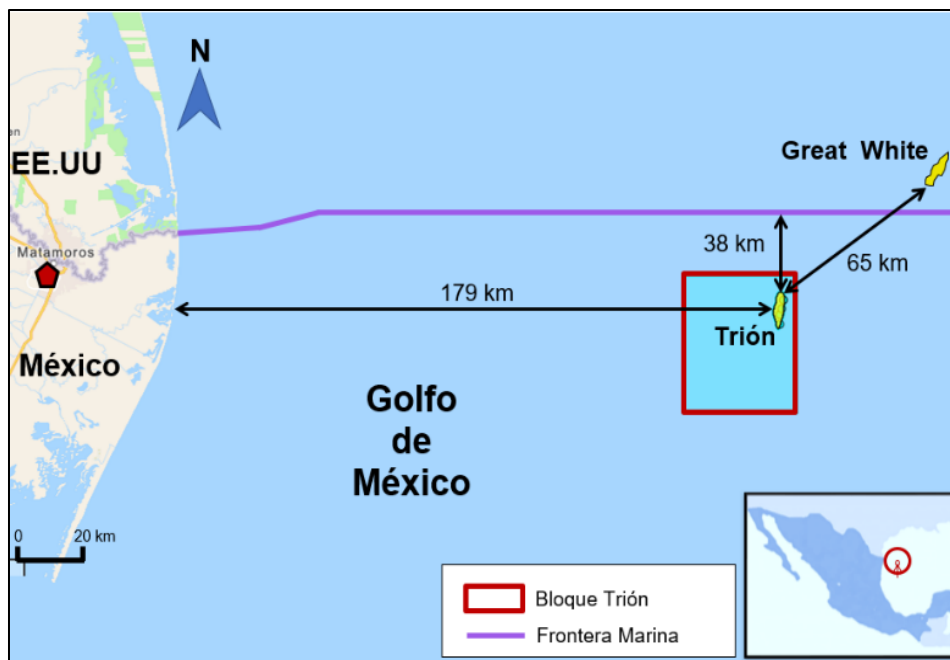 N
EE.UU
Great White
Matamoros
38 km
65 km
179 km
Trión
México
Golfo
de
México
0 20 km
Bloque Trión
Frontera Marina